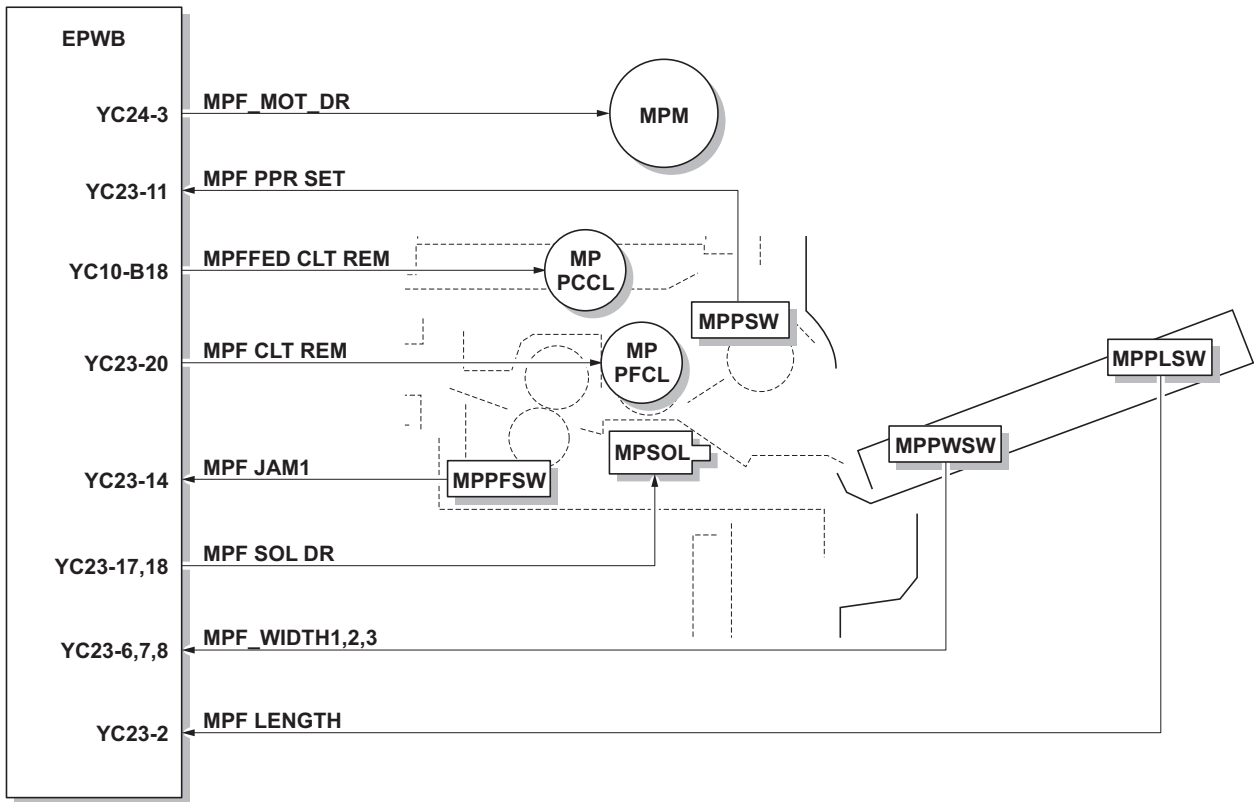 EPWB
YC24-3 MPF_MOT_DR MPM
YC23-11 MPF PPR SET
YC10-B18 MPFFED CLT REM MP
PCCL
MPPSW
YC23-20 MPF CLT REM MP
PFCL
MPPLSW
MPPWSW
MPSOL
YC23-14 MPF JAM1 MPPFSW
YC23-17,18 MPF SOL DR
YC23-6,7,8 MPF_WIDTH1,2,3
YC23-2 MPF LENGTH